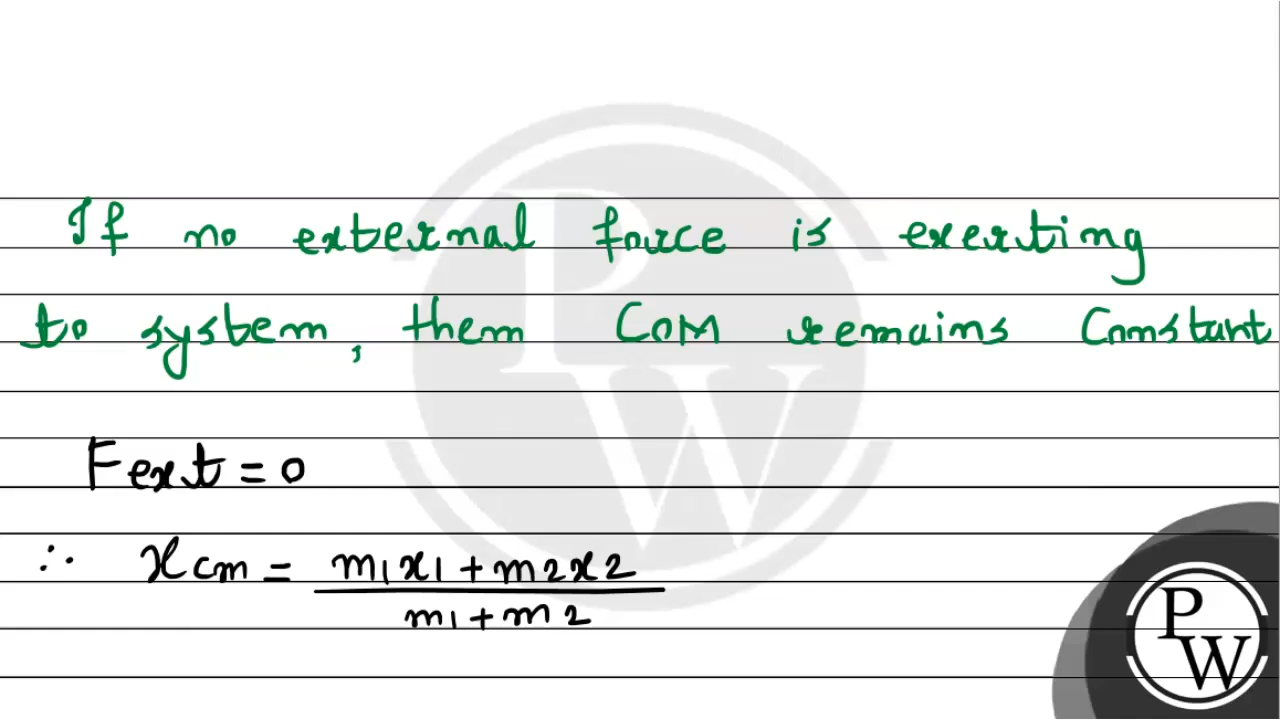 If no external force is exerting
to system, then COM remains Constant
Fext = 0
∴ xcm = m1x1 + m2x2
m1 + m2
PW
PW